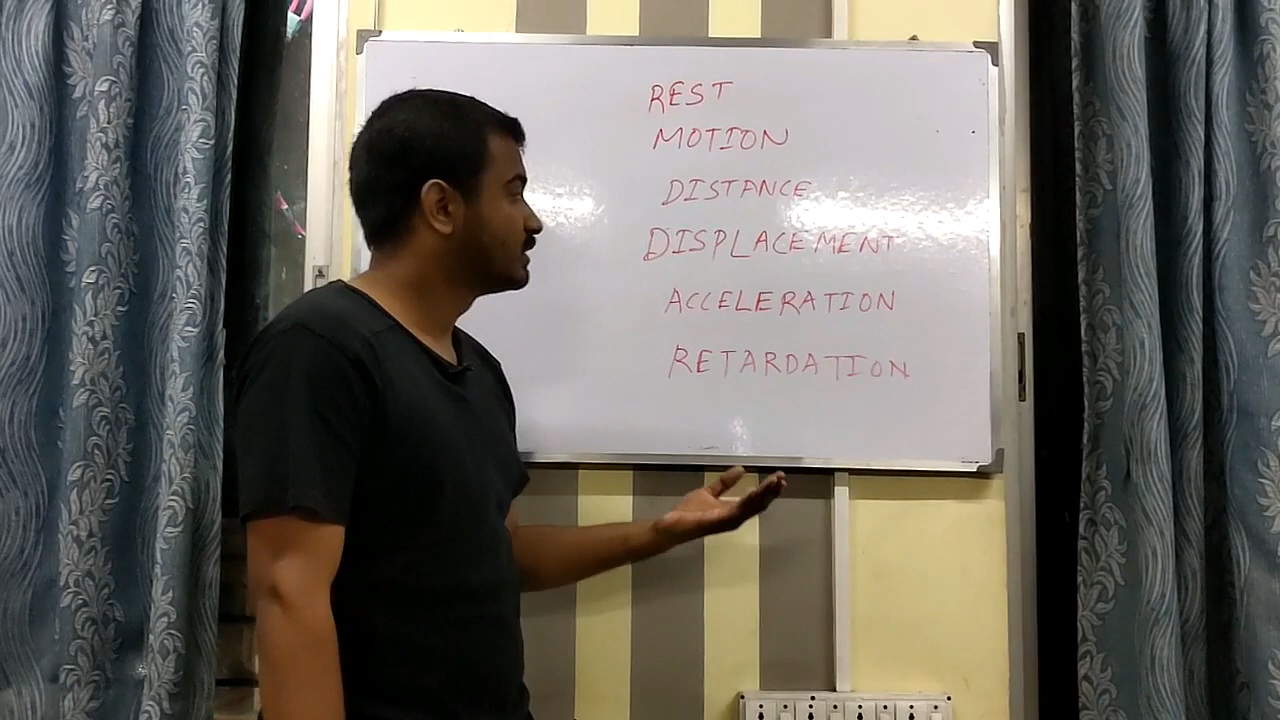 REST
MOTION
DISTANCE
DISPLACEMENT
ACCELERATION
RETARDATION